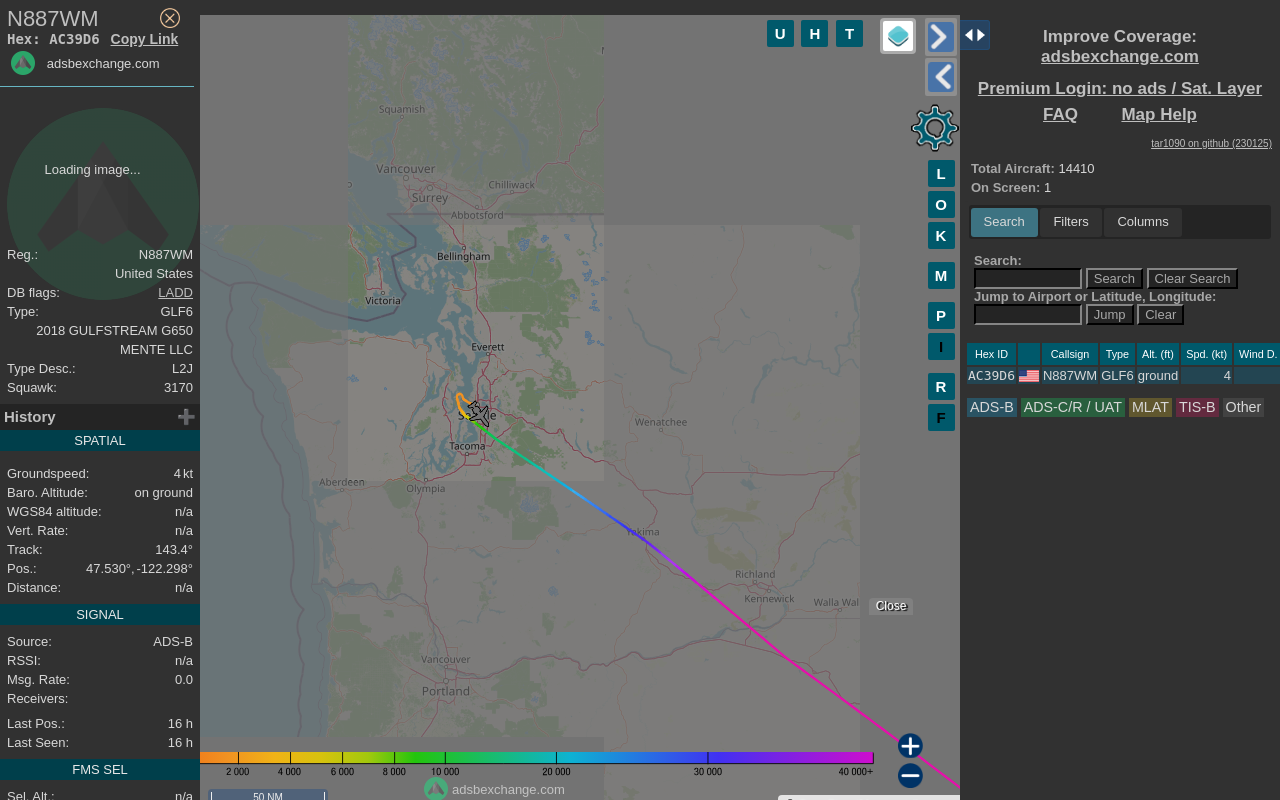 N887WM
Hex: AC39D6 Copy Link
adsbexchange.com
Loading image...
Reg.: N887WM
United States
DB flags: LADD
Type: GLF6
2018 GULFSTREAM G650
MENTE LLC
Type Desc.: L2J
Squawk: 3170
History
SPATIAL
Groundspeed: 4 kt
Baro. Altitude: on ground
WGS84 altitude: n/a
Vert. Rate: n/a
Track: 143.4°
Pos.: 47.530°, -122.298°
Distance: n/a
SIGNAL
Source: ADS-B
RSSI: n/a
Msg. Rate: 0.0
Receivers:
Last Pos.: 16 h
Last Seen: 16 h
FMS SEL
Sel. Alt.: n/a
U H T
L
O
K
M
P
I
R
F
Squamish
Vancouver
Surrey
Chilliwack
Abbotsford
Bellingham
Victoria
Everett
Wenatchee
Tacoma
Aberdeen
Olympia
Yakima
Richland
Kennewick
Walla Wal
Close
Vancouver
Portland
2 000 4 000 6 000 8 000 10 000 20 000 30 000 40 000+
adsbexchange.com
50 NM
Improve Coverage:
adsbexchange.com
Premium Login: no ads / Sat. Layer
FAQ Map Help
tar1090 on github (230125)
Total Aircraft: 14410
On Screen: 1
Search Filters Columns
Search:
Search Clear Search
Jump to Airport or Latitude, Longitude:
Jump Clear
Hex ID Callsign Type Alt. (ft) Spd. (kt) Wind D.
AC39D6 N887WM GLF6 ground 4
ADS-B ADS-C/R / UAT MLAT TIS-B Other